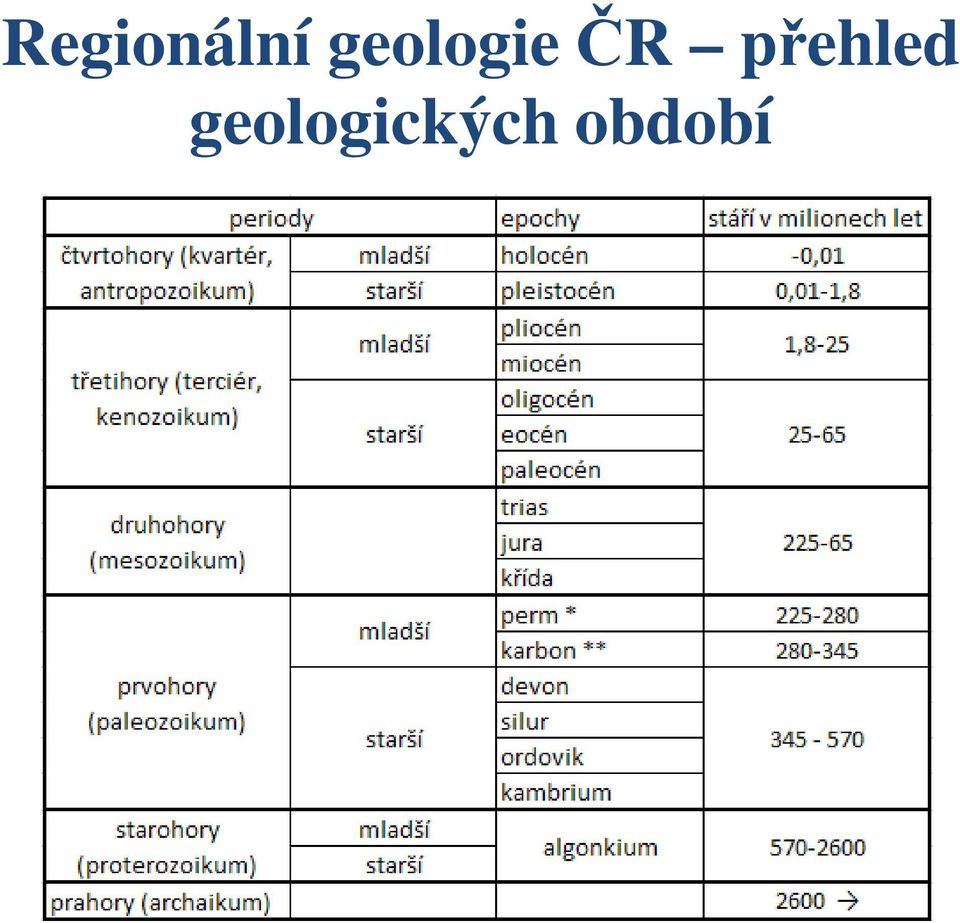 Regionální geologie ČR – přehled
geologických období
periody epochy stáří v milionech let
čtvrtohory (kvartér,
antropozoikum)
mladší holocén -0,01
starší pleistocén 0,01-1,8
třetihory (terciér,
kenozoikum)
mladší
pliocén
miocén
1,8-25
starší
oligocén
eocén
paleocén
25-65
druhohory
(mesozoikum)
trias
jura
křída
225-65
prvohory
(paleozoikum)
mladší
perm * 225-280
karbon ** 280-345
starší
devon
silur
ordovik
kambrium
345 - 570
starohory
(proterozoikum)
mladší
starší
algonkium 570-2600
prahory (archaikum) 2600 →